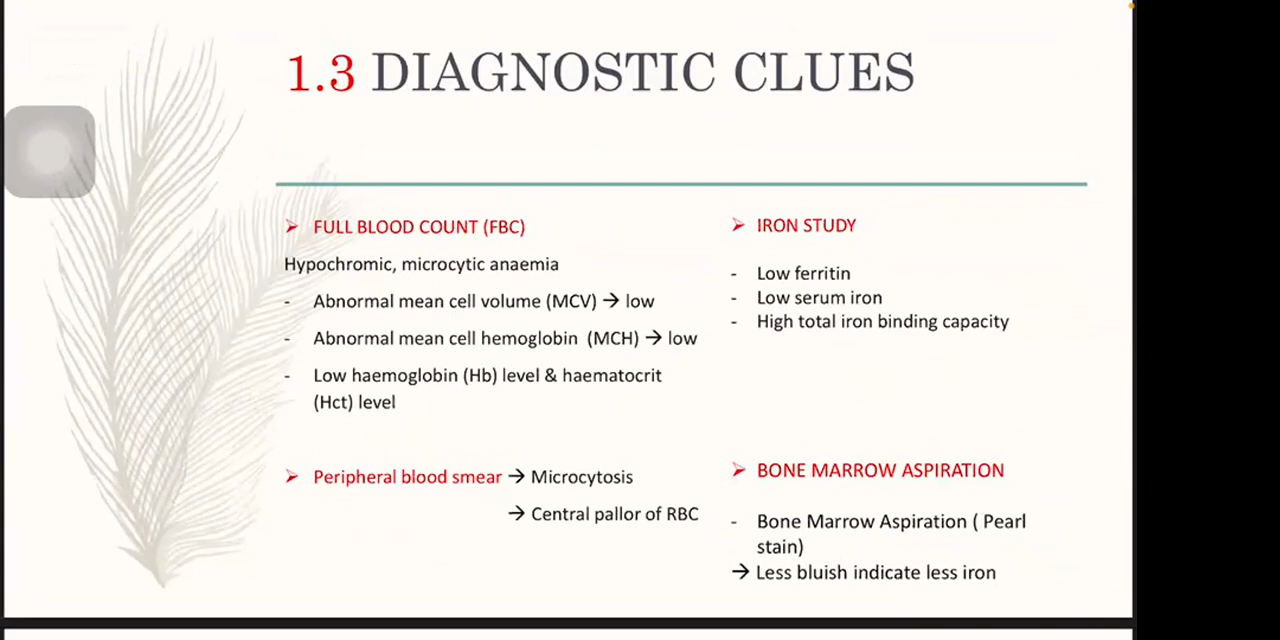 1.3 DIAGNOSTIC CLUES
➢ FULL BLOOD COUNT (FBC)
Hypochromic, microcytic anaemia
- Abnormal mean cell volume (MCV) → low
- Abnormal mean cell hemoglobin (MCH) → low
- Low haemoglobin (Hb) level & haematocrit
(Hct) level
➢ Peripheral blood smear → Microcytosis
→ Central pallor of RBC
➢ IRON STUDY
- Low ferritin
- Low serum iron
- High total iron binding capacity
➢ BONE MARROW ASPIRATION
- Bone Marrow Aspiration ( Pearl
stain)
→ Less bluish indicate less iron